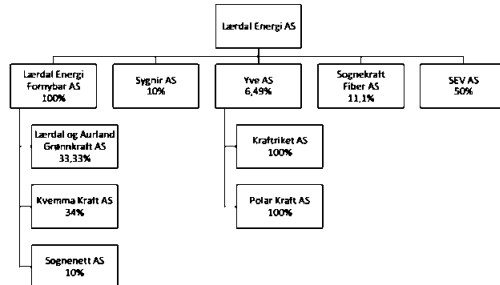 Lærdal Energi AS
Lærdal Energi
Fornybar AS
100%
Sygnir AS
10%
Yve AS
6,49%
Sognekraft
Fiber AS
11,1%
SEV AS
50%
Lærdal og Aurland
Grønnkraft AS
33,33%
Kraftriket AS
100%
Kvemma Kraft AS
34%
Polar Kraft AS
100%
Sognenett AS
10%